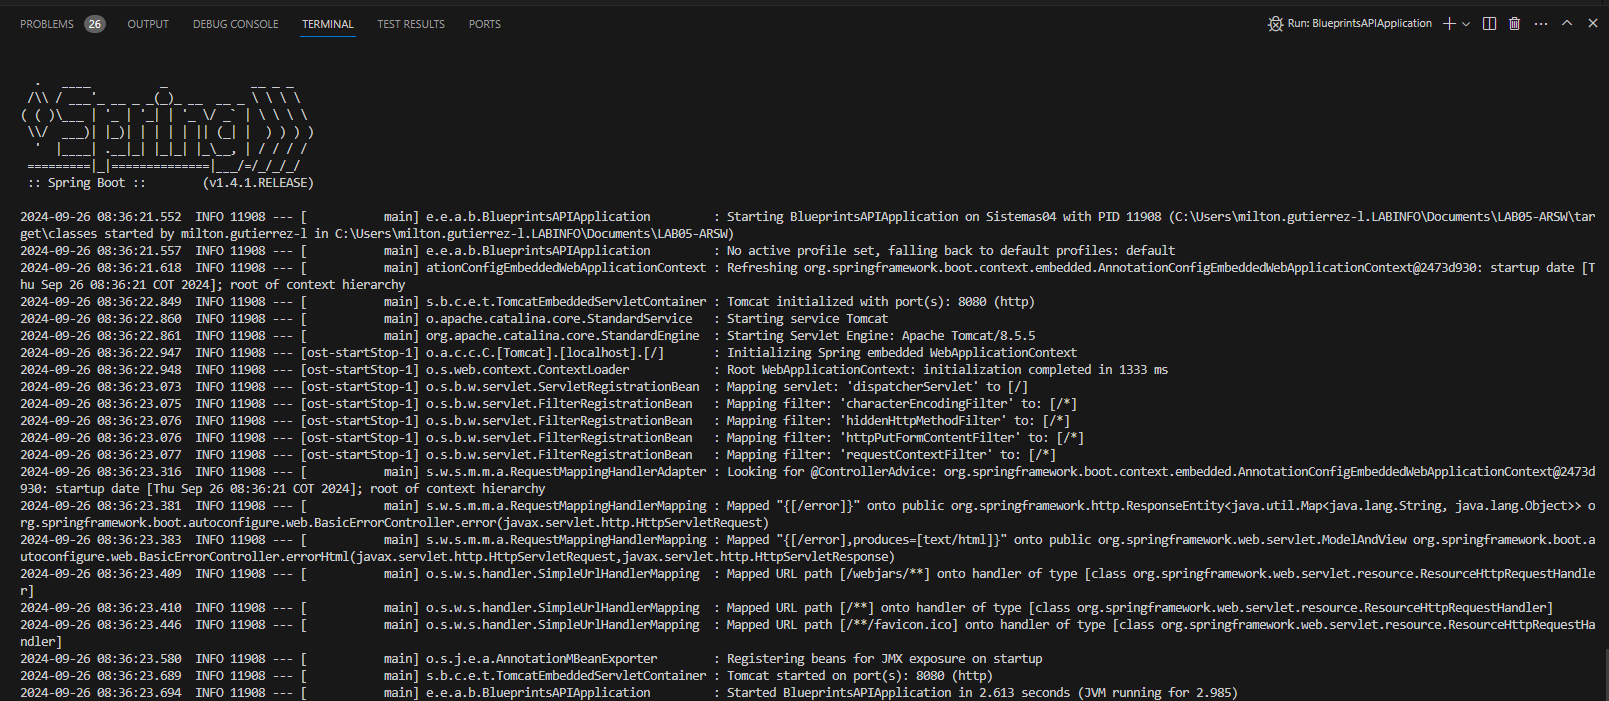 PROBLEMS 26 OUTPUT DEBUG CONSOLE TERMINAL TEST RESULTS PORTS Run: BlueprintsAPIApplication
  .   ____          _            __ _ _
 /\\ / ___'_ __ _ _(_)_ __  __ _ \ \ \ \
( ( )\___ | '_ | '_| | '_ \/ _` | \ \ \ \
 \\/  ___)| |_)| | | | | || (_| |  ) ) ) )
  '  |____| .__|_| |_|_| |_\__, | / / / /
 =========|_|==============|___/=/_/_/_/
 :: Spring Boot ::        (v1.4.1.RELEASE)
2024-09-26 08:36:21.552  INFO 11908 --- [           main] e.e.a.b.BlueprintsAPIApplication         : Starting BlueprintsAPIApplication on Sistemas04 with PID 11908 (C:\Users\milton.gutierrez-l.LABINFO\Documents\LAB05-ARSW\tar
get\classes started by milton.gutierrez-l in C:\Users\milton.gutierrez-l.LABINFO\Documents\LAB05-ARSW)
2024-09-26 08:36:21.557  INFO 11908 --- [           main] e.e.a.b.BlueprintsAPIApplication         : No active profile set, falling back to default profiles: default
2024-09-26 08:36:21.618  INFO 11908 --- [           main] ationConfigEmbeddedWebApplicationContext : Refreshing org.springframework.boot.context.embedded.AnnotationConfigEmbeddedWebApplicationContext@2473d930: startup date [T
hu Sep 26 08:36:21 COT 2024]; root of context hierarchy
2024-09-26 08:36:22.849  INFO 11908 --- [           main] s.b.c.e.t.TomcatEmbeddedServletContainer : Tomcat initialized with port(s): 8080 (http)
2024-09-26 08:36:22.860  INFO 11908 --- [           main] o.apache.catalina.core.StandardService   : Starting service Tomcat
2024-09-26 08:36:22.861  INFO 11908 --- [           main] org.apache.catalina.core.StandardEngine  : Starting Servlet Engine: Apache Tomcat/8.5.5
2024-09-26 08:36:22.947  INFO 11908 --- [ost-startStop-1] o.a.c.c.C.[Tomcat].[localhost].[/]       : Initializing Spring embedded WebApplicationContext
2024-09-26 08:36:22.948  INFO 11908 --- [ost-startStop-1] o.s.web.context.ContextLoader            : Root WebApplicationContext: initialization completed in 1333 ms
2024-09-26 08:36:23.073  INFO 11908 --- [ost-startStop-1] o.s.b.w.servlet.ServletRegistrationBean  : Mapping servlet: 'dispatcherServlet' to [/]
2024-09-26 08:36:23.075  INFO 11908 --- [ost-startStop-1] o.s.b.w.servlet.FilterRegistrationBean   : Mapping filter: 'characterEncodingFilter' to: [/*]
2024-09-26 08:36:23.076  INFO 11908 --- [ost-startStop-1] o.s.b.w.servlet.FilterRegistrationBean   : Mapping filter: 'hiddenHttpMethodFilter' to: [/*]
2024-09-26 08:36:23.076  INFO 11908 --- [ost-startStop-1] o.s.b.w.servlet.FilterRegistrationBean   : Mapping filter: 'httpPutFormContentFilter' to: [/*]
2024-09-26 08:36:23.077  INFO 11908 --- [ost-startStop-1] o.s.b.w.servlet.FilterRegistrationBean   : Mapping filter: 'requestContextFilter' to: [/*]
2024-09-26 08:36:23.316  INFO 11908 --- [           main] s.w.s.m.m.a.RequestMappingHandlerAdapter : Looking for @ControllerAdvice: org.springframework.boot.context.embedded.AnnotationConfigEmbeddedWebApplicationContext@2473d
930: startup date [Thu Sep 26 08:36:21 COT 2024]; root of context hierarchy
2024-09-26 08:36:23.381  INFO 11908 --- [           main] s.w.s.m.m.a.RequestMappingHandlerMapping : Mapped "{[/error]}" onto public org.springframework.http.ResponseEntity<java.util.Map<java.lang.String, java.lang.Object>> o
rg.springframework.boot.autoconfigure.web.BasicErrorController.error(javax.servlet.http.HttpServletRequest)
2024-09-26 08:36:23.383  INFO 11908 --- [           main] s.w.s.m.m.a.RequestMappingHandlerMapping : Mapped "{[/error],produces=[text/html]}" onto public org.springframework.web.servlet.ModelAndView org.springframework.boot.a
utoconfigure.web.BasicErrorController.errorHtml(javax.servlet.http.HttpServletRequest,javax.servlet.http.HttpServletResponse)
2024-09-26 08:36:23.409  INFO 11908 --- [           main] o.s.w.s.handler.SimpleUrlHandlerMapping  : Mapped URL path [/webjars/**] onto handler of type [class org.springframework.web.servlet.resource.ResourceHttpRequestHandle
r]
2024-09-26 08:36:23.410  INFO 11908 --- [           main] o.s.w.s.handler.SimpleUrlHandlerMapping  : Mapped URL path [/**] onto handler of type [class org.springframework.web.servlet.resource.ResourceHttpRequestHandler]
2024-09-26 08:36:23.446  INFO 11908 --- [           main] o.s.w.s.handler.SimpleUrlHandlerMapping  : Mapped URL path [/**/favicon.ico] onto handler of type [class org.springframework.web.servlet.resource.ResourceHttpRequestHa
ndler]
2024-09-26 08:36:23.580  INFO 11908 --- [           main] o.s.j.e.a.AnnotationMBeanExporter        : Registering beans for JMX exposure on startup
2024-09-26 08:36:23.689  INFO 11908 --- [           main] s.b.c.e.t.TomcatEmbeddedServletContainer : Tomcat started on port(s): 8080 (http)
2024-09-26 08:36:23.694  INFO 11908 --- [           main] e.e.a.b.BlueprintsAPIApplication         : Started BlueprintsAPIApplication in 2.613 seconds (JVM running for 2.985)